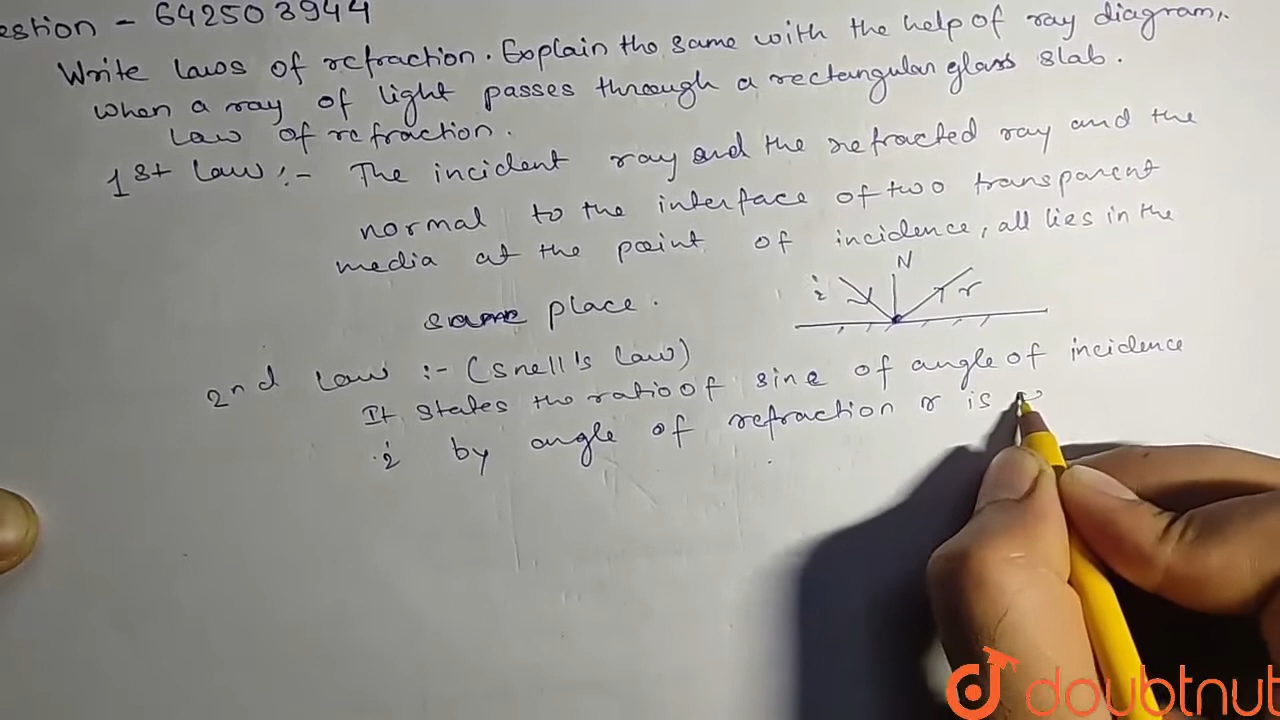 estion - 642503944
Write laws of refraction. Explain the same with the help of ray diagram,
when a ray of light passes through a rectangular glass slab.
Law of refraction.
1st law :- The incident ray and the refracted ray and the
normal to the interface of two transparent
media at the point of incidence, all lies in the
same place.
N
i
r
2nd Law :- (Snell's law)
It states the ratio of sine of angle of incidence
i by angle of refraction r is
doubtnut